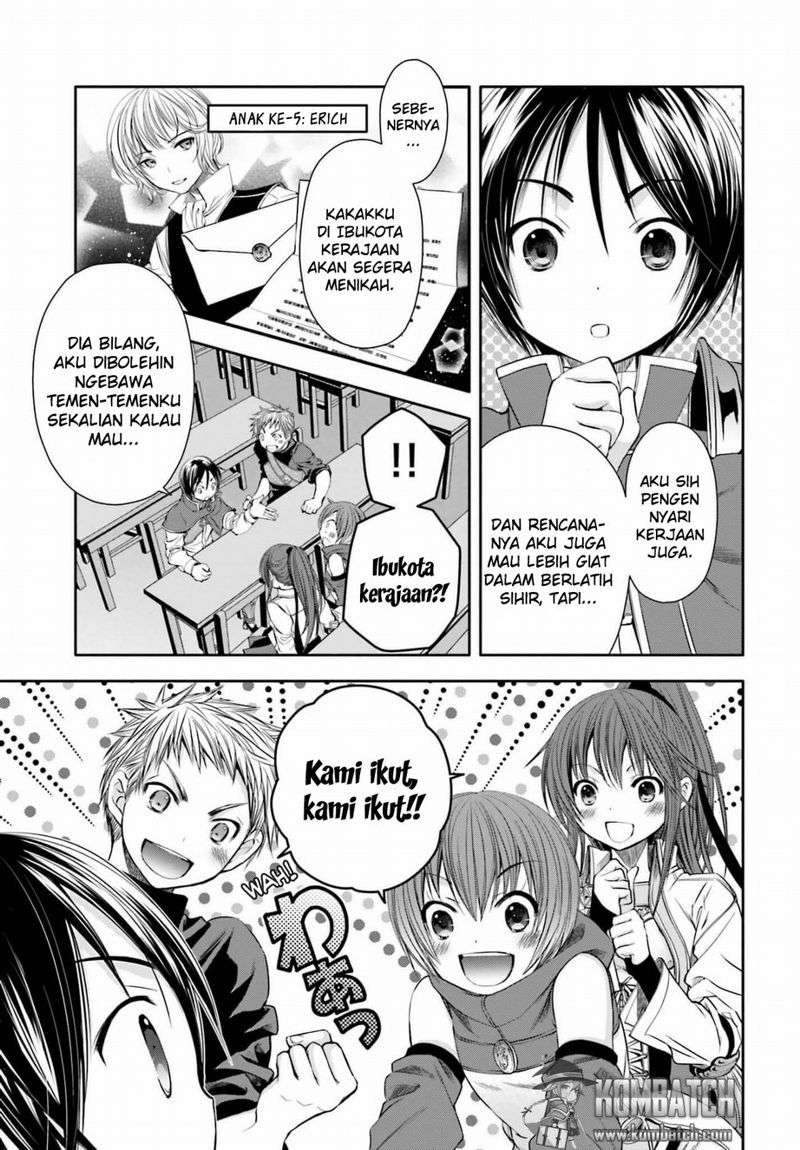 AKU SIH
PENGEN
NYARI
KERJAAN
JUGA.
DAN RENCANA-
NYA AKU JUGA
MAU LEBIH GIAT
DALAM BERLATIH
SIHIR, TAPI...
SEBE-
NERNYA
...
ANAK KE-5: ERICH
KAKAKKU
DI IBUKOTA
KERAJAAN
AKAN SEGERA
MENIKAH.
DIA BILANG,
AKU DIBOLEHIN
NGEBAWA
TEMEN-TEMENKU
SEKALIAN KALAU
MAU...
!!
Ibukota
kerajaan?!
Kami ikut,
kami ikut!!
WAH!
わあっ
KOMBATCH
www.kombatch.com